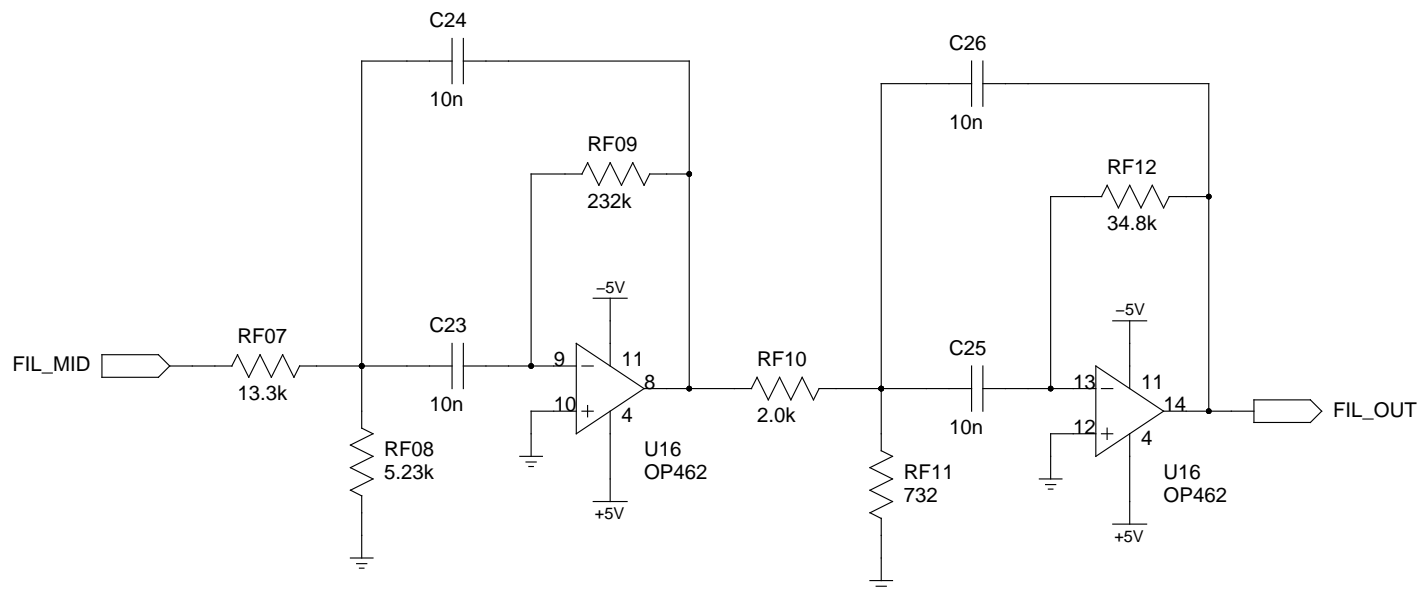 C24
10n
C26
10n
RF09
232k
RF12
34.8k
–5V
–5V
FIL_MID
RF07
13.3k
C23
10n
9
10
11
8
4
RF10
2.0k
C25
10n
13
12
11
14
4
FIL_OUT
RF08
5.23k
U16
OP462
RF11
732
U16
OP462
+5V
+5V